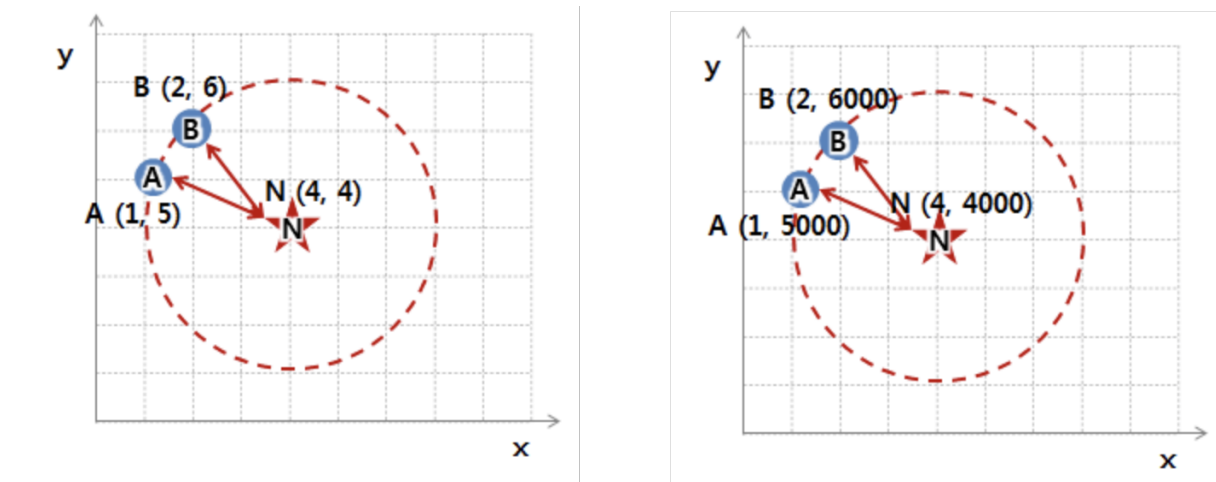 y
B (2, 6)
B
A
N (4, 4)
A (1, 5)
N
x
y
B (2, 6000)
B
A
N (4, 4000)
A (1, 5000)
N
x